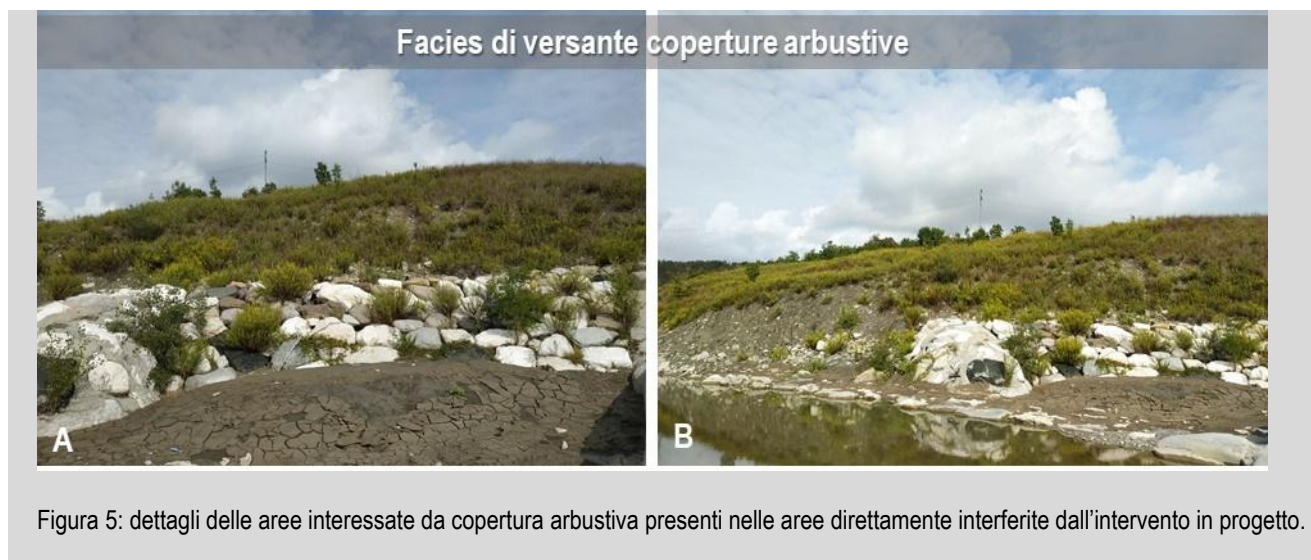 Facies di versante coperture arbustive
A
B
Figura 5: dettagli delle aree interessate da copertura arbustiva presenti nelle aree direttamente interferite dall'intervento in progetto.